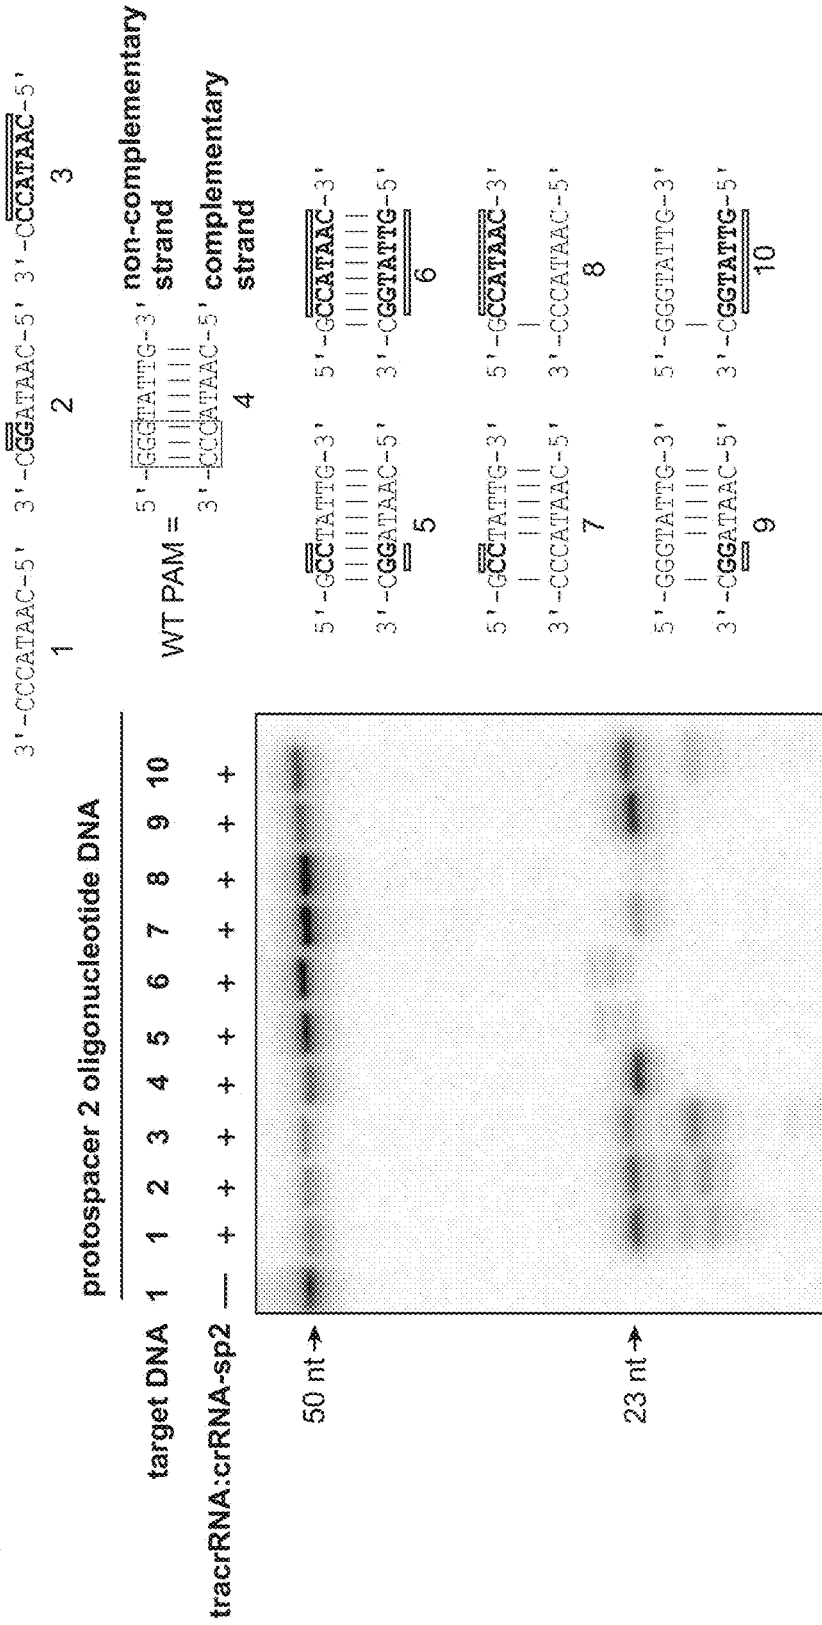 protospacer 2 oligonucleotide DNA
target DNA 1 1 2 3 4 5 6 7 8 9 10
tracrRNA:crRNA-sp2 — + + + + + + + + + +
50 nt →
23 nt →
3'-CCCATAAC-5' 3'-CGGATAAC-5' 3'-CCCATAAC-5'
1 2 3
WT PAM =
5'-GGGTATTG-3' non-complementary strand
3'-CCCATAAC-5' complementary strand
4
5'-GCCTATTG-3' 5'-GCCATAAC-3'
3'-CGGATAAC-5' 3'-CGGTATTG-5'
5 6
5'-GCCTATTG-3' 5'-GCCATAAC-3'
3'-CCCATAAC-5' 3'-CCCATAAC-5'
7 8
5'-GGGTATTG-3' 5'-GGGTATTG-3'
3'-CGGATAAC-5' 3'-CGGTATTG-5'
9 10